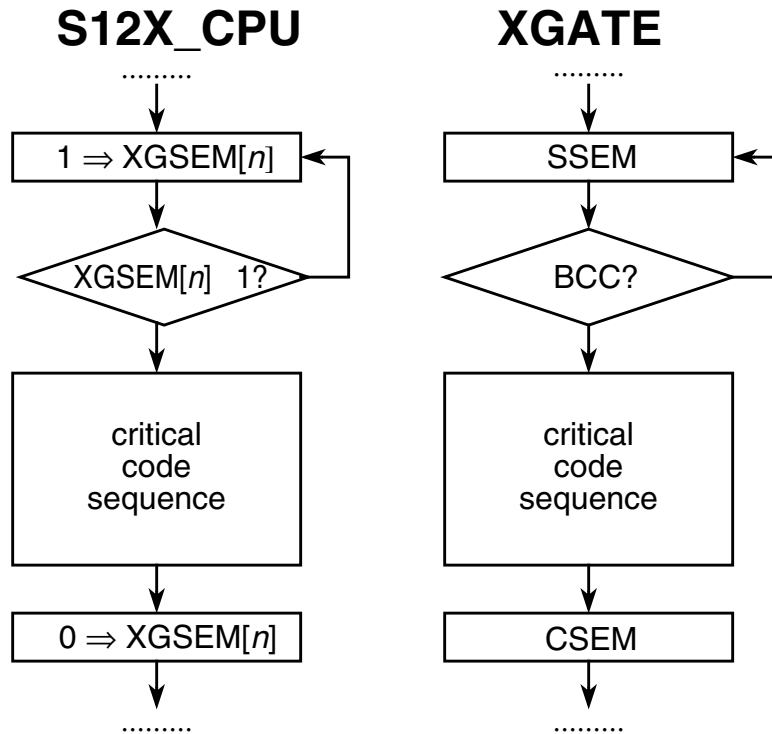 S12X_CPU
.........
1 ⇒ XGSEM[n]
XGSEM[n] 1?
critical
code
sequence
0 ⇒ XGSEM[n]
.........
XGATE
.........
SSEM
BCC?
critical
code
sequence
CSEM
.........